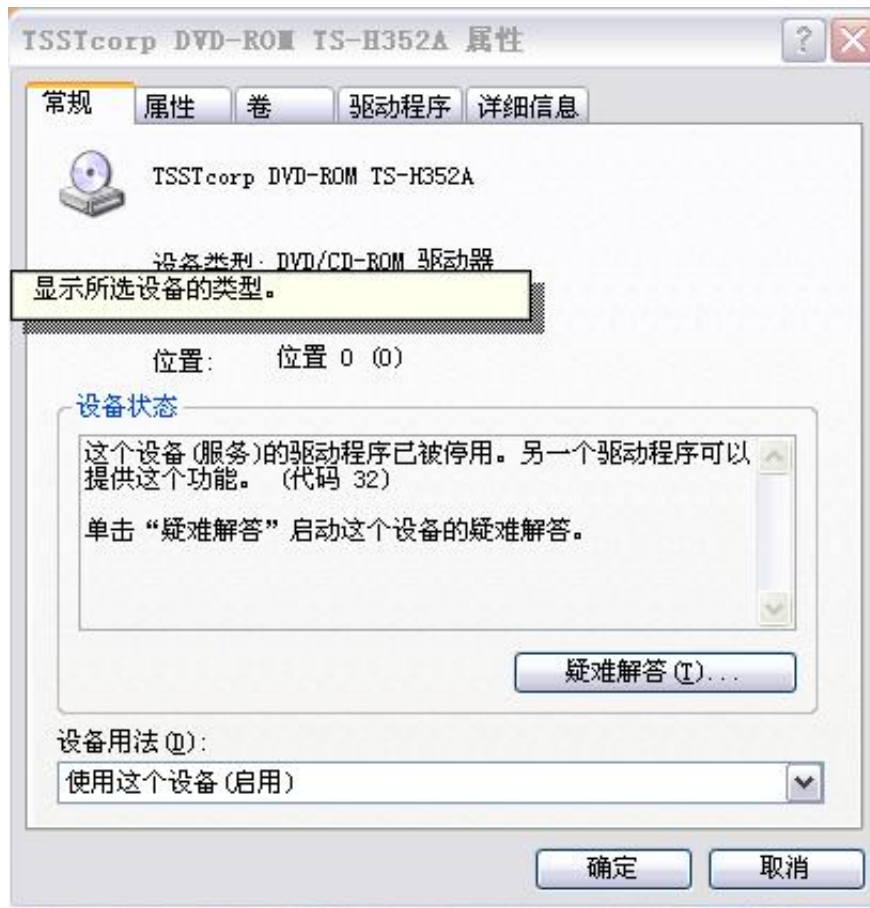 TSSTcorp DVD-ROM TS-H352A 属性
常规 属性 卷 驱动程序 详细信息
TSSTcorp DVD-ROM TS-H352A
设备类型: DVD/CD-ROM 驱动器
显示所选设备的类型。
位置: 位置 0 (0)
设备状态
这个设备(服务)的驱动程序已被停用。另一个驱动程序可以
提供这个功能。 (代码 32)
单击“疑难解答”启动这个设备的疑难解答。
疑难解答(T)...
设备用法(D):
使用这个设备(启用)
确定 取消